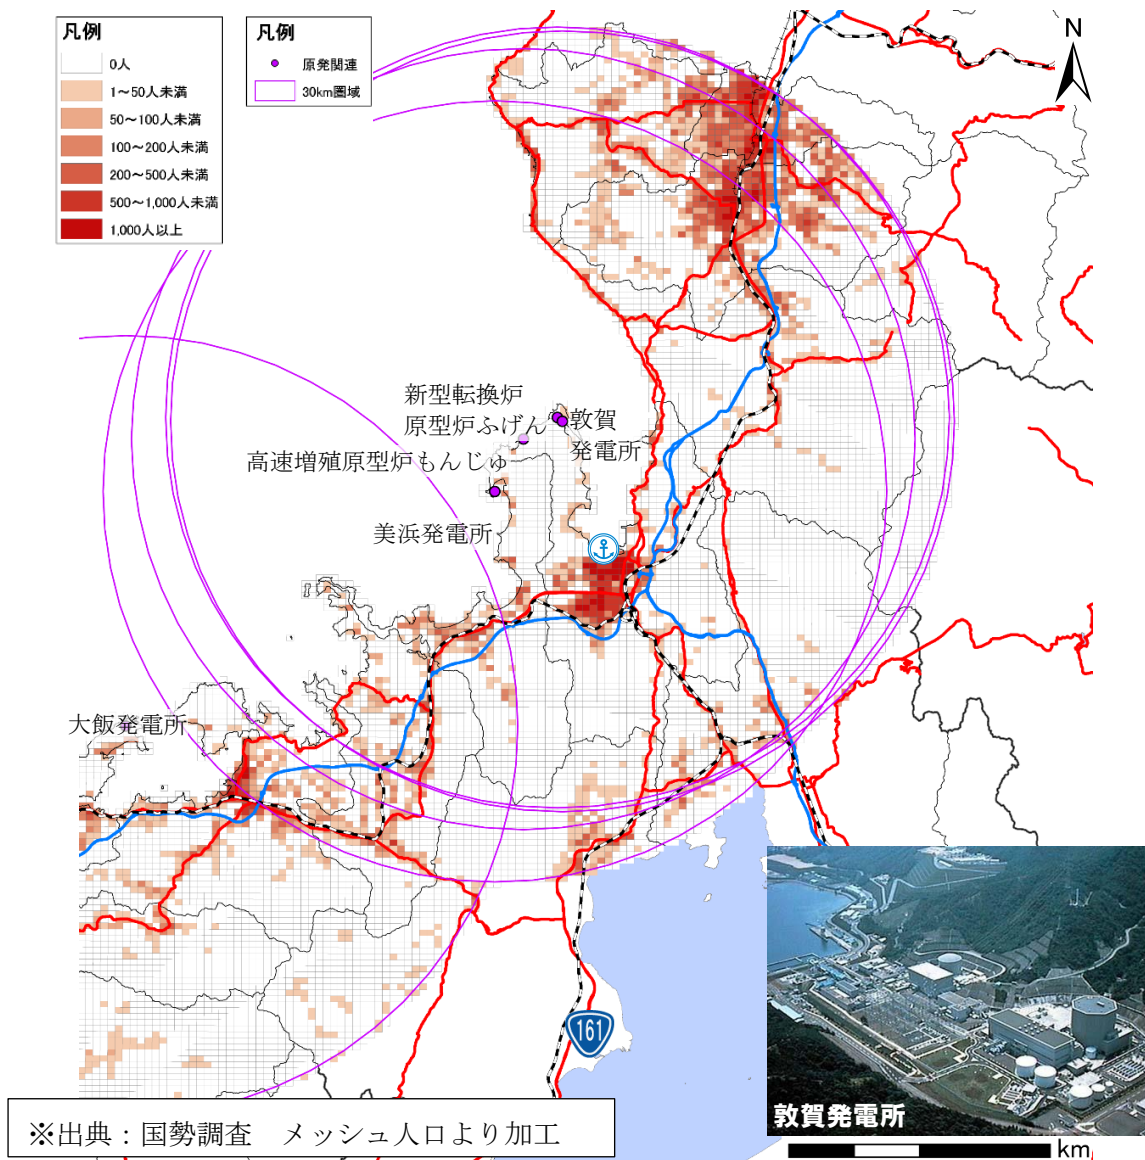 凡例
0人
1~50人未満
50~100人未満
100~200人未満
200~500人未満
500~1,000人未満
1,000人以上
凡例
原発関連
30km圏域
N
新型転換炉
原型炉ふげん
敦賀
発電所
高速増殖原型炉もんじゅ
美浜発電所
大飯発電所
161
敦賀発電所
※出典:国勢調査 メッシュ人口より加工
km